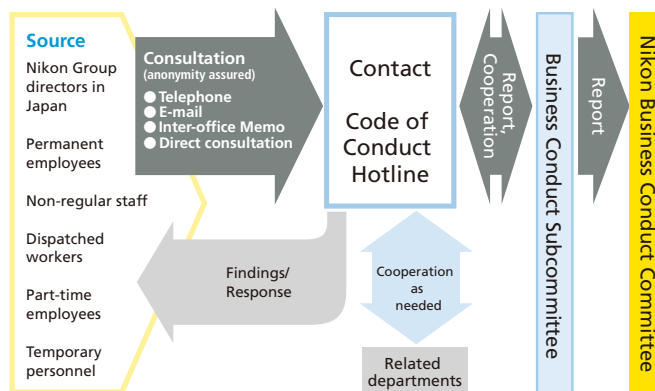 Source
Nikon Group
directors in
Japan
Permanent
employees
Non-regular staff
Dispatched
workers
Part-time
employees
Temporary
personnel
Consultation
(anonymity assured)
● Telephone
● E-mail
● Inter-office Memo
● Direct consultation
Contact
Code of
Conduct
Hotline
Report,
Cooperation
Business Conduct Subcommittee
Report
Nikon Business Conduct Committee
Findings/
Response
Cooperation
as
needed
Related
departments